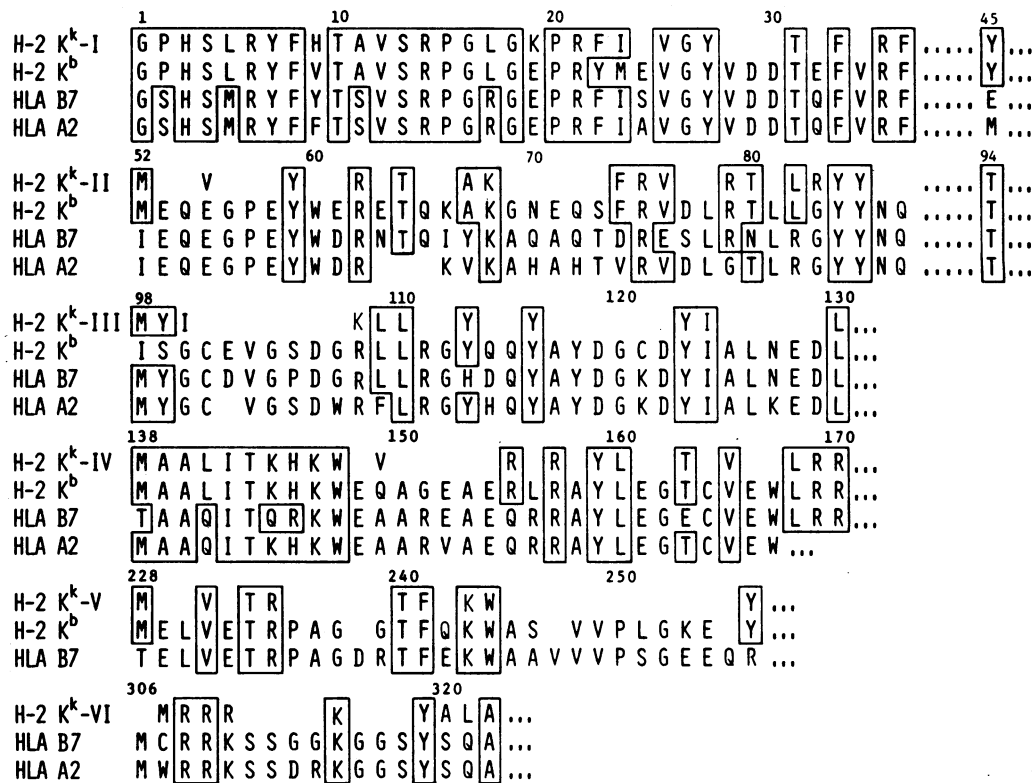 1 10 20 30 45
H-2 Kᵏ-I G P H S L R Y F H T A V S R P G L G K P R F I V G Y T F R F ..... Y ...
H-2 Kᵇ G P H S L R Y F V T A V S R P G L G E P R Y M E V G Y V D D T E F V R F ..... Y ...
HLA B7 G S H S M R Y F Y T S V S R P G R G E P R F I S V G Y V D D T Q F V R F ..... E ...
HLA A2 G S H S M R Y F F T S V S R P G R G E P R F I A V G Y V D D T Q F V R F ..... M ...
52 60 70 80 94
H-2 Kᵏ-II M V Y R T A K F R V R T L R Y Y ..... T ...
H-2 Kᵇ M E Q E G P E Y W E R E T Q K A K G N E Q S F R V D L R T L L G Y Y N Q ..... T ...
HLA B7 I E Q E G P E Y W D R N T Q I Y K A Q A Q T D R E S L R N L R G Y Y N Q ..... T ...
HLA A2 I E Q E G P E Y W D R K V K A H A H T V R V D L G T L R G Y Y N Q ..... T ...
98 110 120 130
H-2 Kᵏ-III M Y I K L L Y Y Y I L ...
H-2 Kᵇ I S G C E V G S D G R L L R G Y Q Q Y A Y D G C D Y I A L N E D L ...
HLA B7 M Y G C D V G P D G R L L R G H D Q Y A Y D G K D Y I A L N E D L ...
HLA A2 M Y G C V G S D W R F L R G Y H Q Y A Y D G K D Y I A L K E D L ...
138 150 160 170
H-2 Kᵏ-IV M A A L I T K H K W V R R Y L T V L R R ...
H-2 Kᵇ M A A L I T K H K W E Q A G E A E R L R A Y L E G T C V E W L R R ...
HLA B7 T A A Q I T Q R K W E A A R E A E Q R R A Y L E G E C V E W L R R ...
HLA A2 M A A Q I T K H K W E A A R V A E Q R R A Y L E G T C V E W ...
228 240 250
H-2 Kᵏ-V M V T R T F K W Y ...
H-2 Kᵇ M E L V E T R P A G G T F Q K W A S V V P L G K E Y ...
HLA B7 T E L V E T R P A G D R T F E K W A A V V V P S G E E Q R ...
306 320
H-2 Kᵏ-VI M R R R K Y A L A ...
HLA B7 M C R R K S S G G K G G S Y S Q A ...
HLA A2 M W R R K S S D R K G G S Y S Q A ...